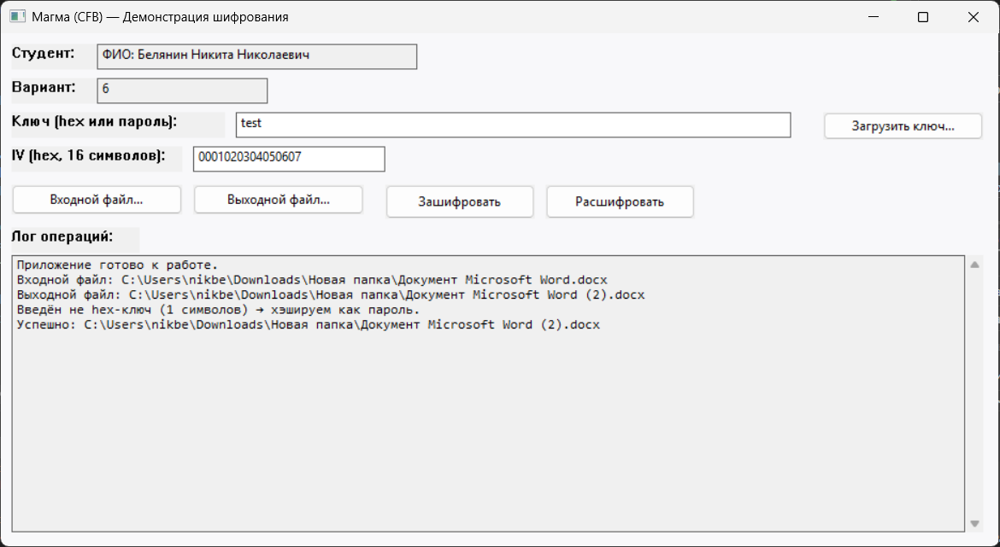 Магма (CFB) — Демонстрация шифрования
Студент: ФИО: Белянин Никита Николаевич
Вариант: 6
Ключ (hex или пароль): test Загрузить ключ...
IV (hex, 16 символов): 0001020304050607
Входной файл... Выходной файл... Зашифровать Расшифровать
Лог операций:
Приложение готово к работе.
Входной файл: C:\Users\nikbe\Downloads\Новая папка\Документ Microsoft Word.docx
Выходной файл: C:\Users\nikbe\Downloads\Новая папка\Документ Microsoft Word (2).docx
Введён не hex-ключ (1 символов) → хэшируем как пароль.
Успешно: C:\Users\nikbe\Downloads\Новая папка\Документ Microsoft Word (2).docx